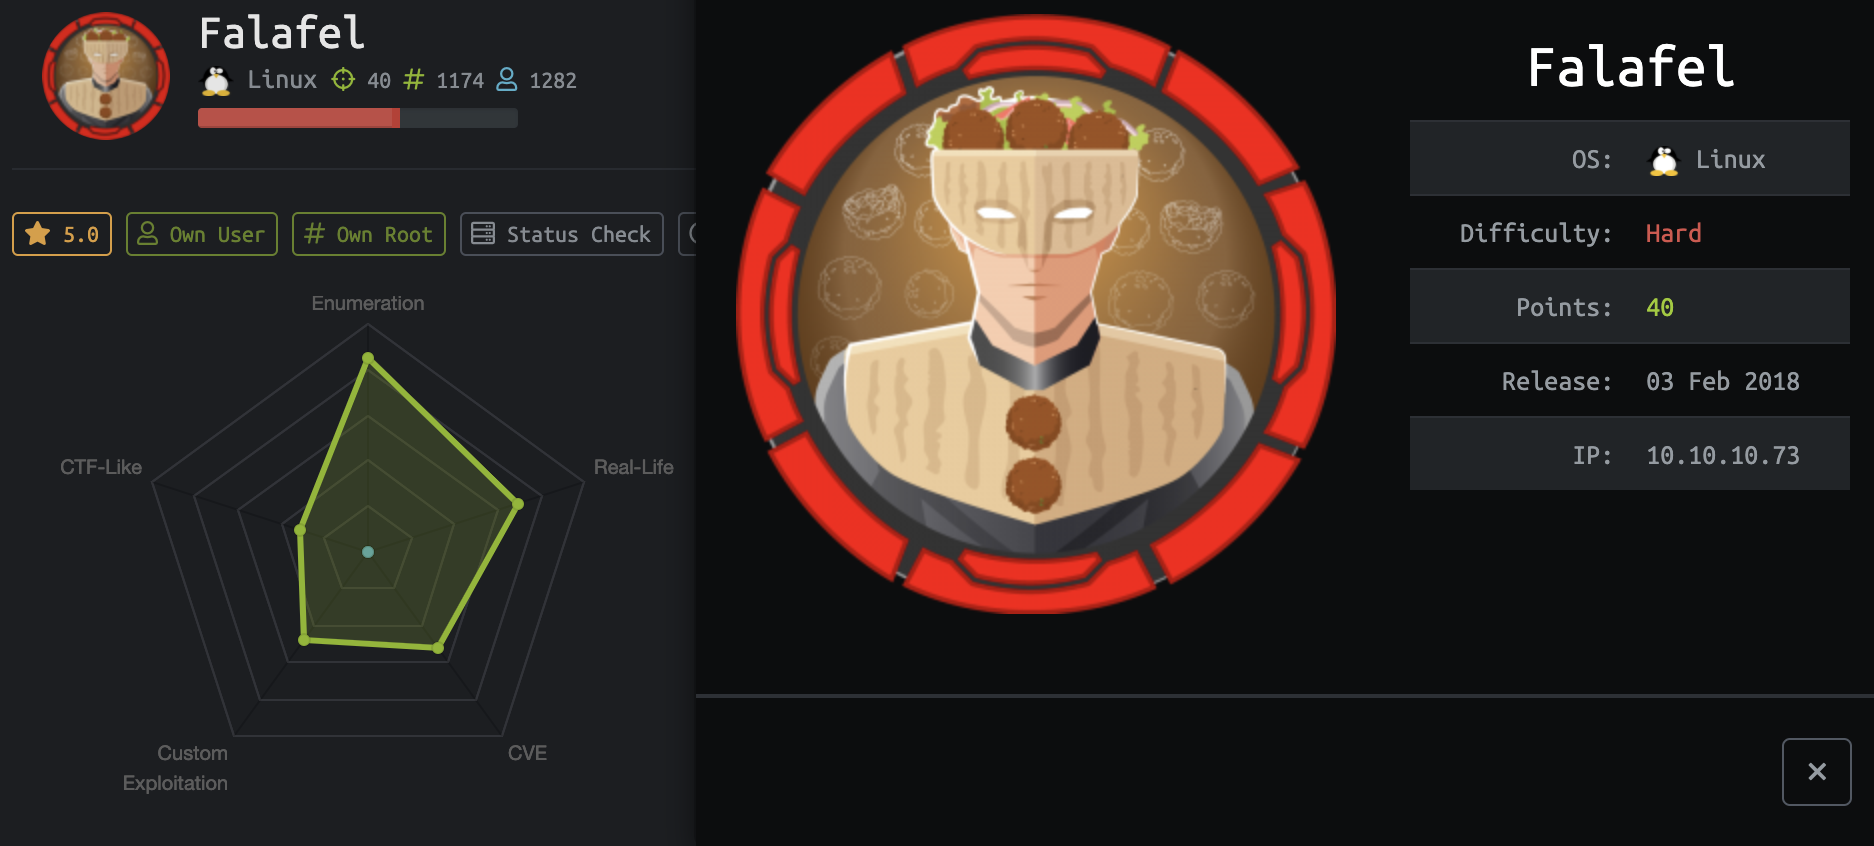 Falafel
Linux 40 # 1174 1282
5.0 Own User # Own Root Status Check
Enumeration
CTF-Like
Real-Life
Custom
Exploitation
CVE
Falafel
OS: Linux
Difficulty: Hard
Points: 40
Release: 03 Feb 2018
IP: 10.10.10.73